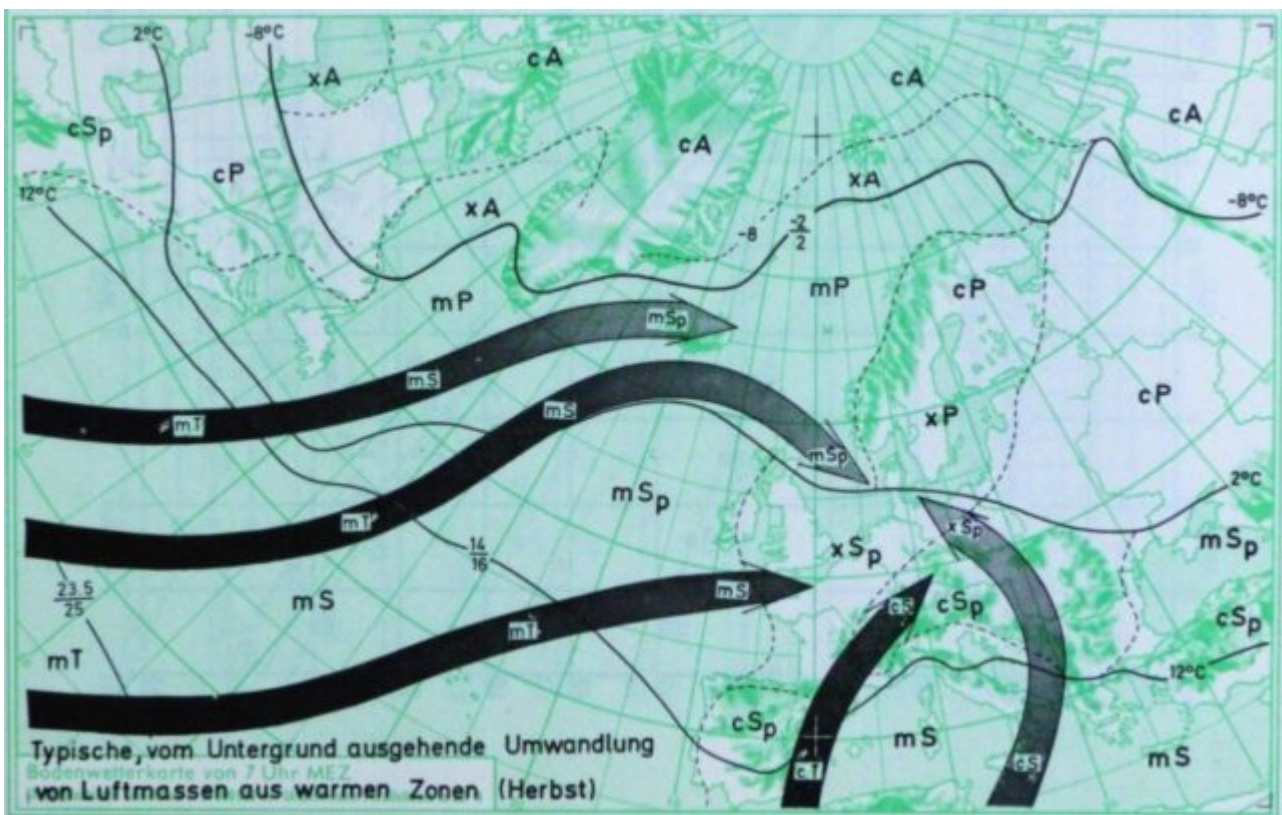 2°C
-8°C
xA
cA
cA
cA
cSp
cP
cA
xA
12°C
xA
-8°C
-8
-2
2
mP
mP
cP
mSp
mS
cP
mT
mS
xP
mSp
2°C
mSp
mT
xSp
xSp
mSp
14
16
23.5
25
mS
mS
cS
cSp
cSp
mT
mT
12°C
cSp
mS
mS
cT
cS
Typische, vom Untergrund ausgehende Umwandlung
Bodenwetterkarte von 7 Uhr MEZ
von Luftmassen aus warmen Zonen (Herbst)